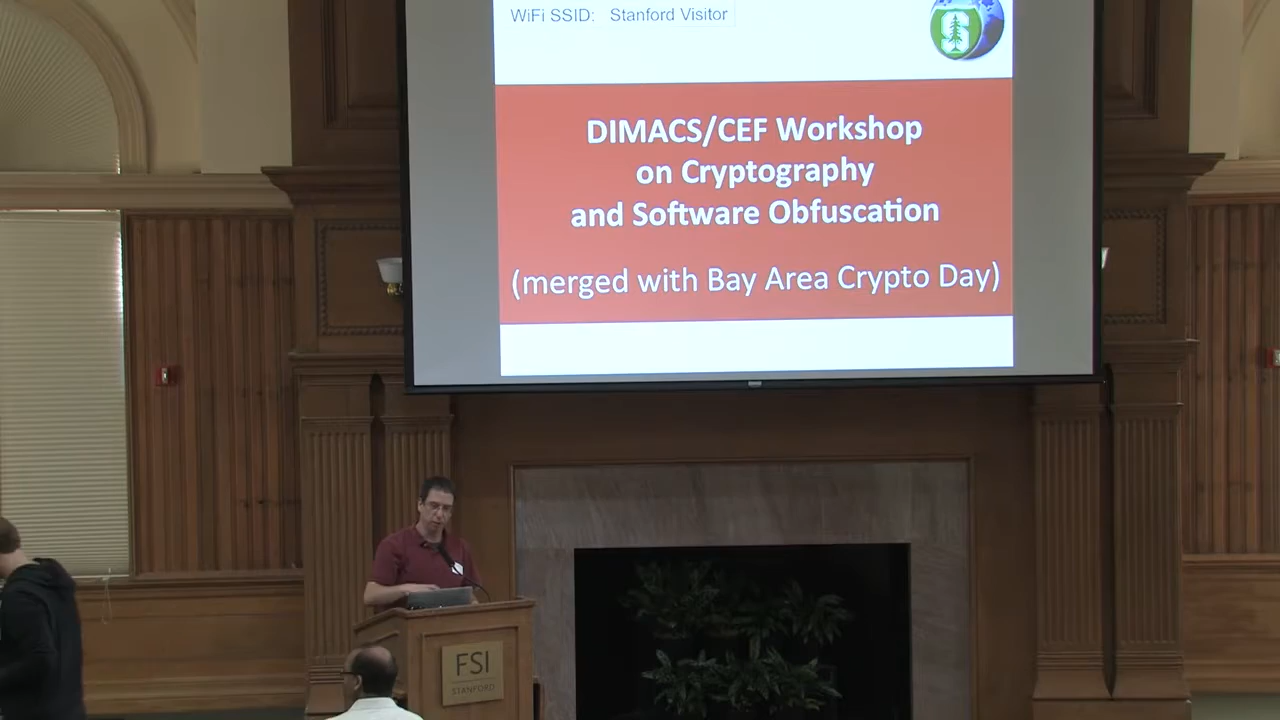 WiFi SSID: Stanford Visitor
S
DIMACS/CEF Workshop
on Cryptography
and Software Obfuscation
(merged with Bay Area Crypto Day)
FSI
STANFORD